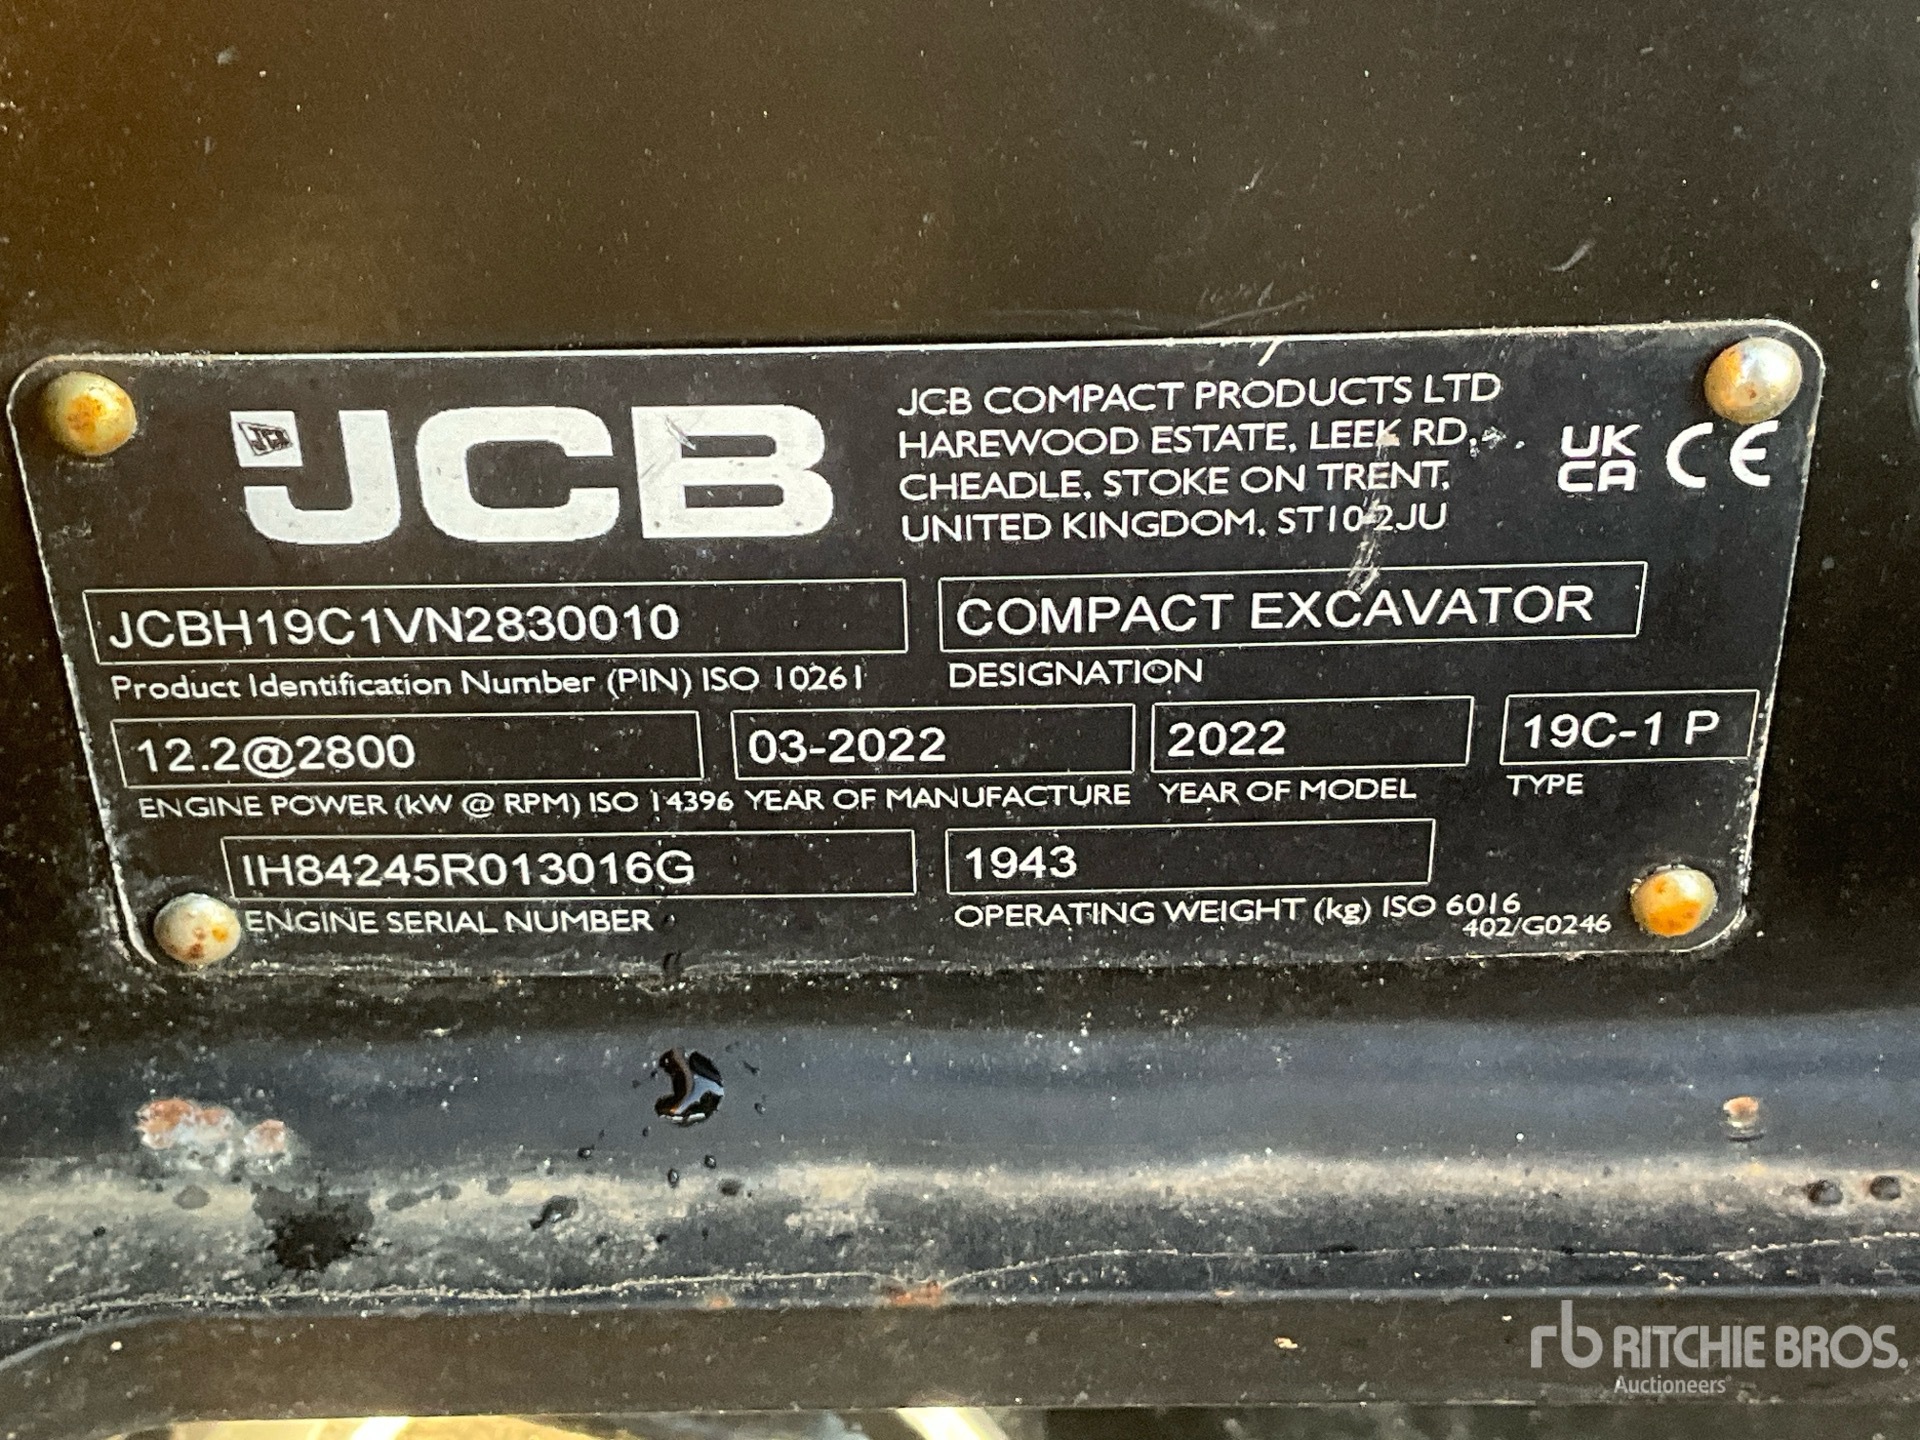 JCB
JCB
JCB COMPACT PRODUCTS LTD
HAREWOOD ESTATE, LEEK RD,
CHEADLE, STOKE ON TRENT,
UNITED KINGDOM, ST10 2JU
UK
CA
CE
JCBH19C1VN2830010
Product Identification Number (PIN) ISO 10261
COMPACT EXCAVATOR
DESIGNATION
12.2@2800
ENGINE POWER (kW @ RPM) ISO 14396
03-2022
YEAR OF MANUFACTURE
2022
YEAR OF MODEL
19C-1 P
TYPE
IH84245R013016G
ENGINE SERIAL NUMBER
1943
OPERATING WEIGHT (kg) ISO 6016
402/G0246
rb RITCHIE BROS.
Auctioneers